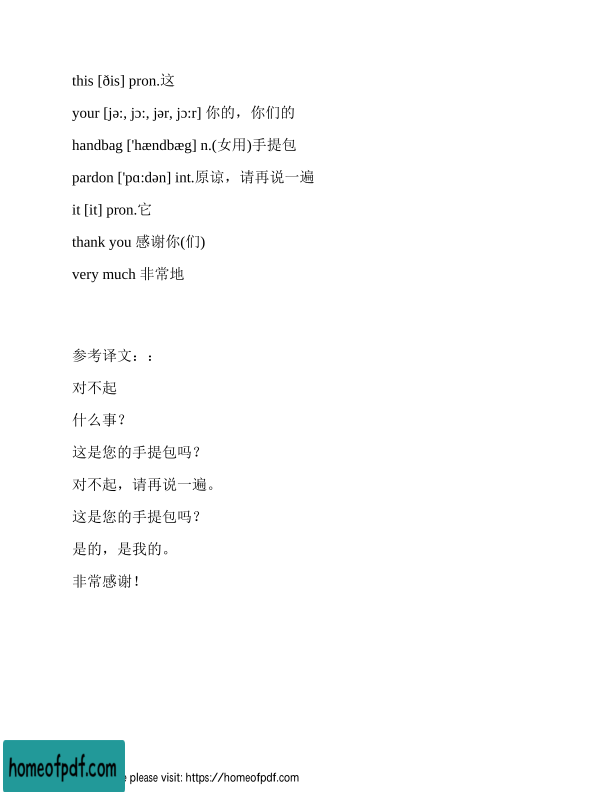 this [ðis] pron.这
your [jə:, jɔ:, jər, jɔ:r] 你的，你们的
handbag ['hændbæg] n.(女用)手提包
pardon ['pɑ:dən] int.原谅，请再说一遍
it [it] pron.它
thank you 感谢你(们)
very much 非常地
参考译文：：
对不起
什么事？
这是您的手提包吗？
对不起，请再说一遍。
这是您的手提包吗？
是的，是我的。
非常感谢！
homeofpdf.com
please visit: https://homeofpdf.com